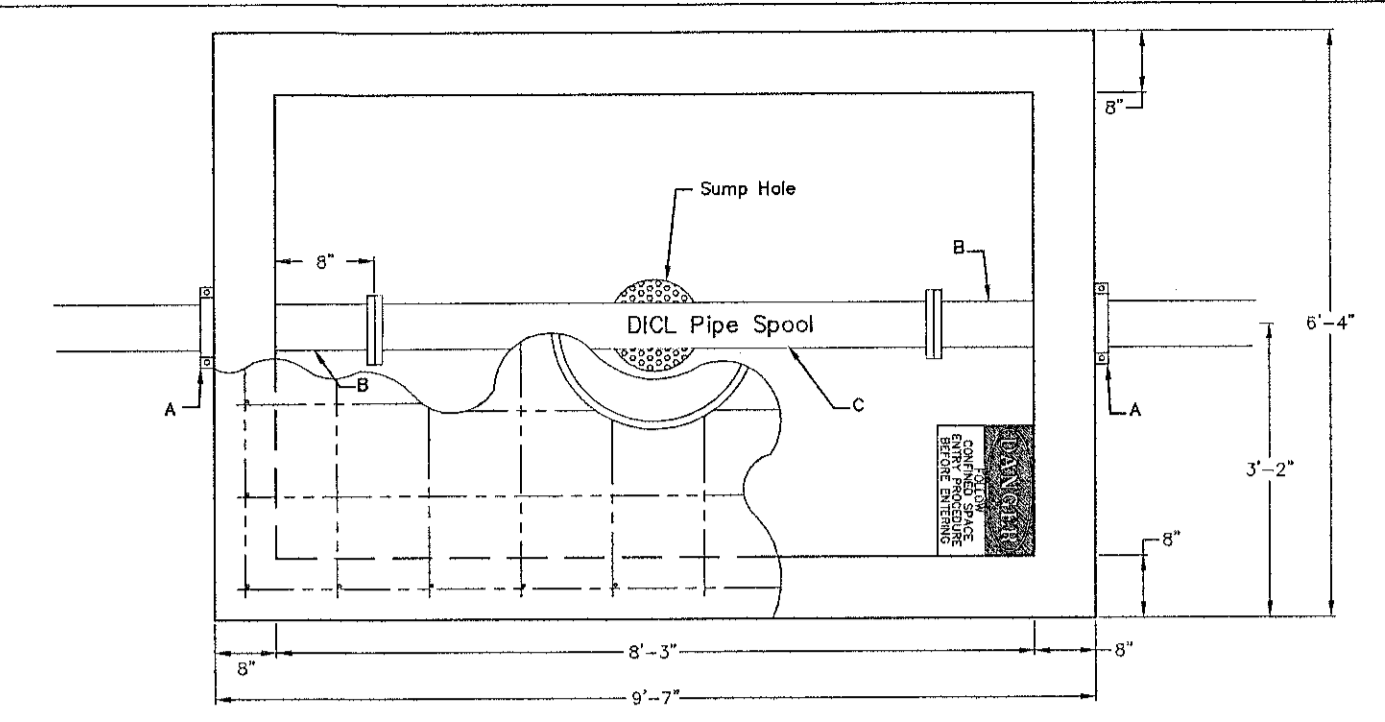 8"
Sump Hole
8"
B
DICL Pipe Spool
6'-4"
B
A
C
A
DANGER
FOLLOW
CONFINED SPACE
ENTRY PROCEDURE
BEFORE ENTERING
3'-2"
8"
8"
8'-3"
8"
9'-7"